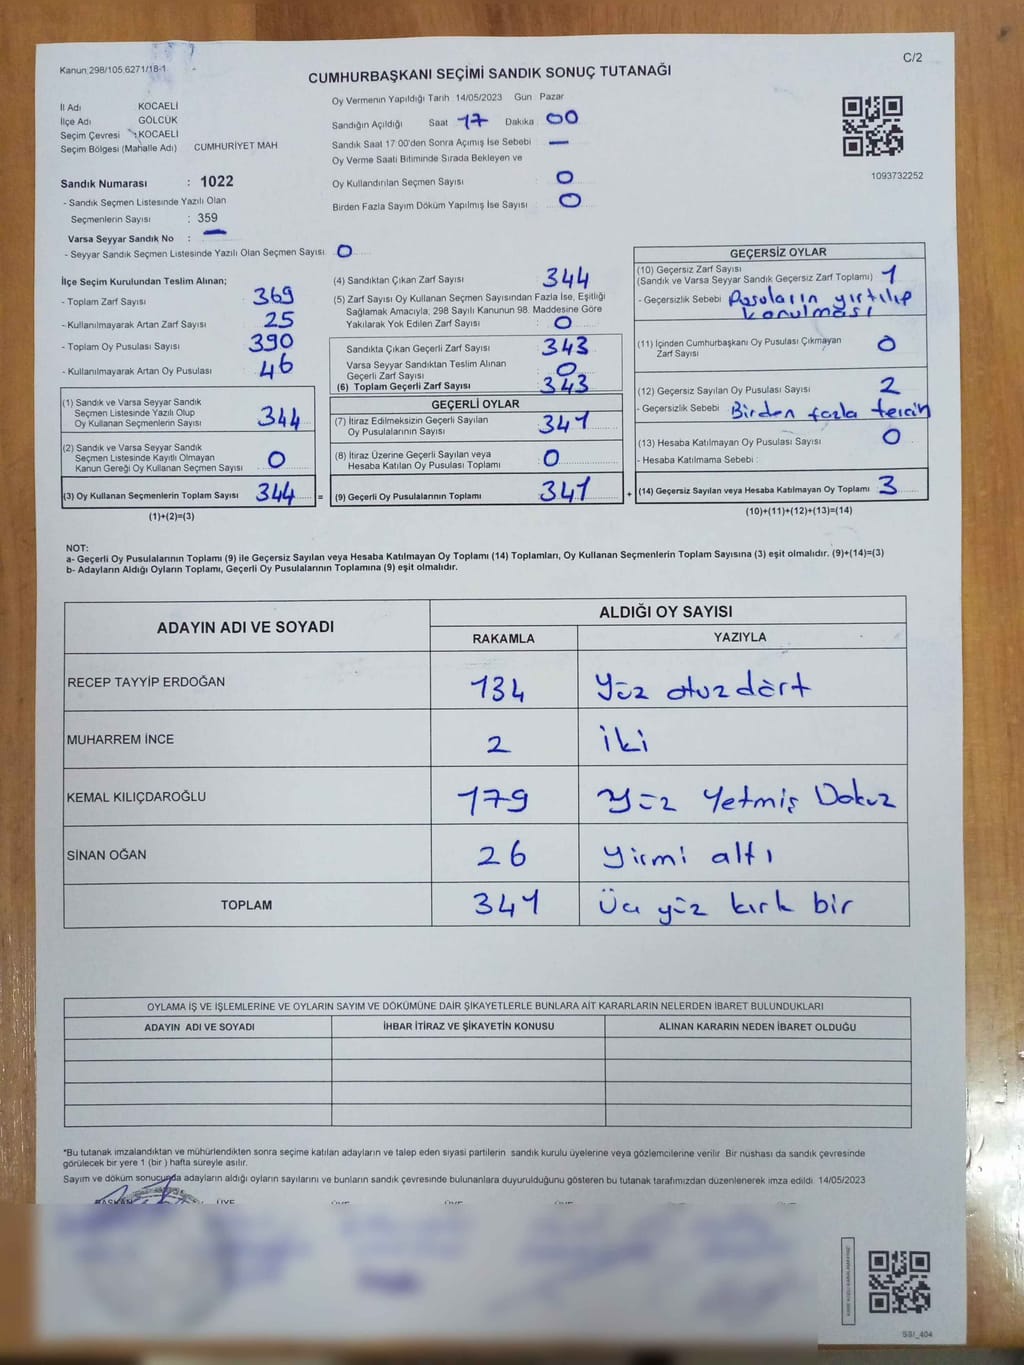 Kanun;298/105,6271/18-1
C/2
CUMHURBAŞKANI SEÇİMİ SANDIK SONUÇ TUTANAĞI
İl Adı KOCAELİ
İlçe Adı GÖLCÜK
Seçim Çevresi : KOCAELİ
Seçim Bölgesi (Mahalle Adı) CUMHURİYET MAH
Sandık Numarası : 1022
- Sandık Seçmen Listesinde Yazılı Olan
Seçmenlerin Sayısı : 359
Varsa Seyyar Sandık No : —
- Seyyar Sandık Seçmen Listesinde Yazılı Olan Seçmen Sayısı 0
Oy Vermenin Yapıldığı Tarih 14/05/2023 Gün Pazar
Sandığın Açıldığı Saat 17 Dakika 00
Sandık Saat 17:00'den Sonra Açımış İse Sebebi —
Oy Verme Saati Bitiminde Sırada Bekleyen ve
Oy Kullandırılan Seçmen Sayısı 0
Birden Fazla Sayım Döküm Yapılmış İse Sayısı 0
1093732252
İlçe Seçim Kurulundan Teslim Alınan;
- Toplam Zarf Sayısı 369
- Kullanılmayarak Artan Zarf Sayısı 25
- Toplam Oy Pusulası Sayısı 390
- Kullanılmayarak Artan Oy Pusulası 46
(1) Sandık ve Varsa Seyyar Sandık
Seçmen Listesinde Yazılı Olup
Oy Kullanan Seçmenlerin Sayısı 344
(2) Sandık ve Varsa Seyyar Sandık
Seçmen Listesinde Kayıtlı Olmayan
Kanun Gereği Oy Kullanan Seçmen Sayısı 0
(3) Oy Kullanan Seçmenlerin Toplam Sayısı 344 =
(1)+(2)=(3)
(4) Sandıktan Çıkan Zarf Sayısı 344
(5) Zarf Sayısı Oy Kullanan Seçmen Sayısından Fazla İse, Eşitliği
Sağlamak Amacıyla, 298 Sayılı Kanunun 98. Maddesine Göre
Yakılarak Yok Edilen Zarf Sayısı : 0
Sandıkta Çıkan Geçerli Zarf Sayısı 343
Varsa Seyyar Sandıktan Teslim Alınan
Geçerli Zarf Sayısı 0
(6) Toplam Geçerli Zarf Sayısı 343
GEÇERLİ OYLAR
(7) İtiraz Edilmeksizin Geçerli Sayılan
Oy Pusulalarının Sayısı 341
(8) İtiraz Üzerine Geçerli Sayılan veya
Hesaba Katılan Oy Pusulası Toplamı 0
(9) Geçerli Oy Pusulalarının Toplamı 341 +
GEÇERSİZ OYLAR
(10) Geçersiz Zarf Sayısı
(Sandık ve Varsa Seyyar Sandık Geçersiz Zarf Toplamı) 1
- Geçersizlik Sebebi Pusuların yırtılıp
konulması
(11) İçinden Cumhurbaşkanı Oy Pusulası Çıkmayan
Zarf Sayısı 0
(12) Geçersiz Sayılan Oy Pusulası Sayısı 2
- Geçersizlik Sebebi Birden fazla tercih
(13) Hesaba Katılmayan Oy Pusulası Sayısı 0
- Hesaba Katılmama Sebebi :
(14) Geçersiz Sayılan veya Hesaba Katılmayan Oy Toplamı 3
(10)+(11)+(12)+(13)=(14)
NOT:
a- Geçerli Oy Pusulalarının Toplamı (9) ile Geçersiz Sayılan veya Hesaba Katılmayan Oy Toplamı (14) Toplamları, Oy Kullanan Seçmenlerin Toplam Sayısına (3) eşit olmalıdır. (9)+(14)=(3)
b- Adayların Aldığı Oyların Toplamı, Geçerli Oy Pusulalarının Toplamına (9) eşit olmalıdır.
ADAYIN ADI VE SOYADI ALDIĞI OY SAYISI
RAKAMLA YAZIYLA
RECEP TAYYİP ERDOĞAN 134 Yüz otuz dört
MUHARREM İNCE 2 iki
KEMAL KILIÇDAROĞLU 179 Yüz Yetmiş Dokuz
SİNAN OĞAN 26 Yirmi altı
TOPLAM 341 Üç yüz kırk bir
OYLAMA İŞ VE İŞLEMLERİNE VE OYLARIN SAYIM VE DÖKÜMÜNE DAİR ŞİKAYETLERLE BUNLARA AİT KARARLARIN NELERDEN İBARET BULUNDUKLARI
ADAYIN ADI VE SOYADI İHBAR İTİRAZ VE ŞİKAYETİN KONUSU ALINAN KARARIN NEDEN İBARET OLDUĞU
*Bu tutanak imzalandıktan ve mühürlendikten sonra seçime katılan adayların ve talep eden siyasi partilerin sandık kurulu üyelerine veya gözlemcilerine verilir. Bir nushası da sandık çevresinde
görülecek bir yere 1 (bir ) hafta süreyle asılır.
Sayım ve döküm sonucunda adayların aldığı oyların sayılarını ve bunların sandık çevresinde bulunanlara duyurulduğunu gösteren bu tutanak tarafımızdan düzenlenerek imza edildi. 14/05/2023
BAŞKAN ÜYE ÜYE ÜYE ÜYE
SSI_404